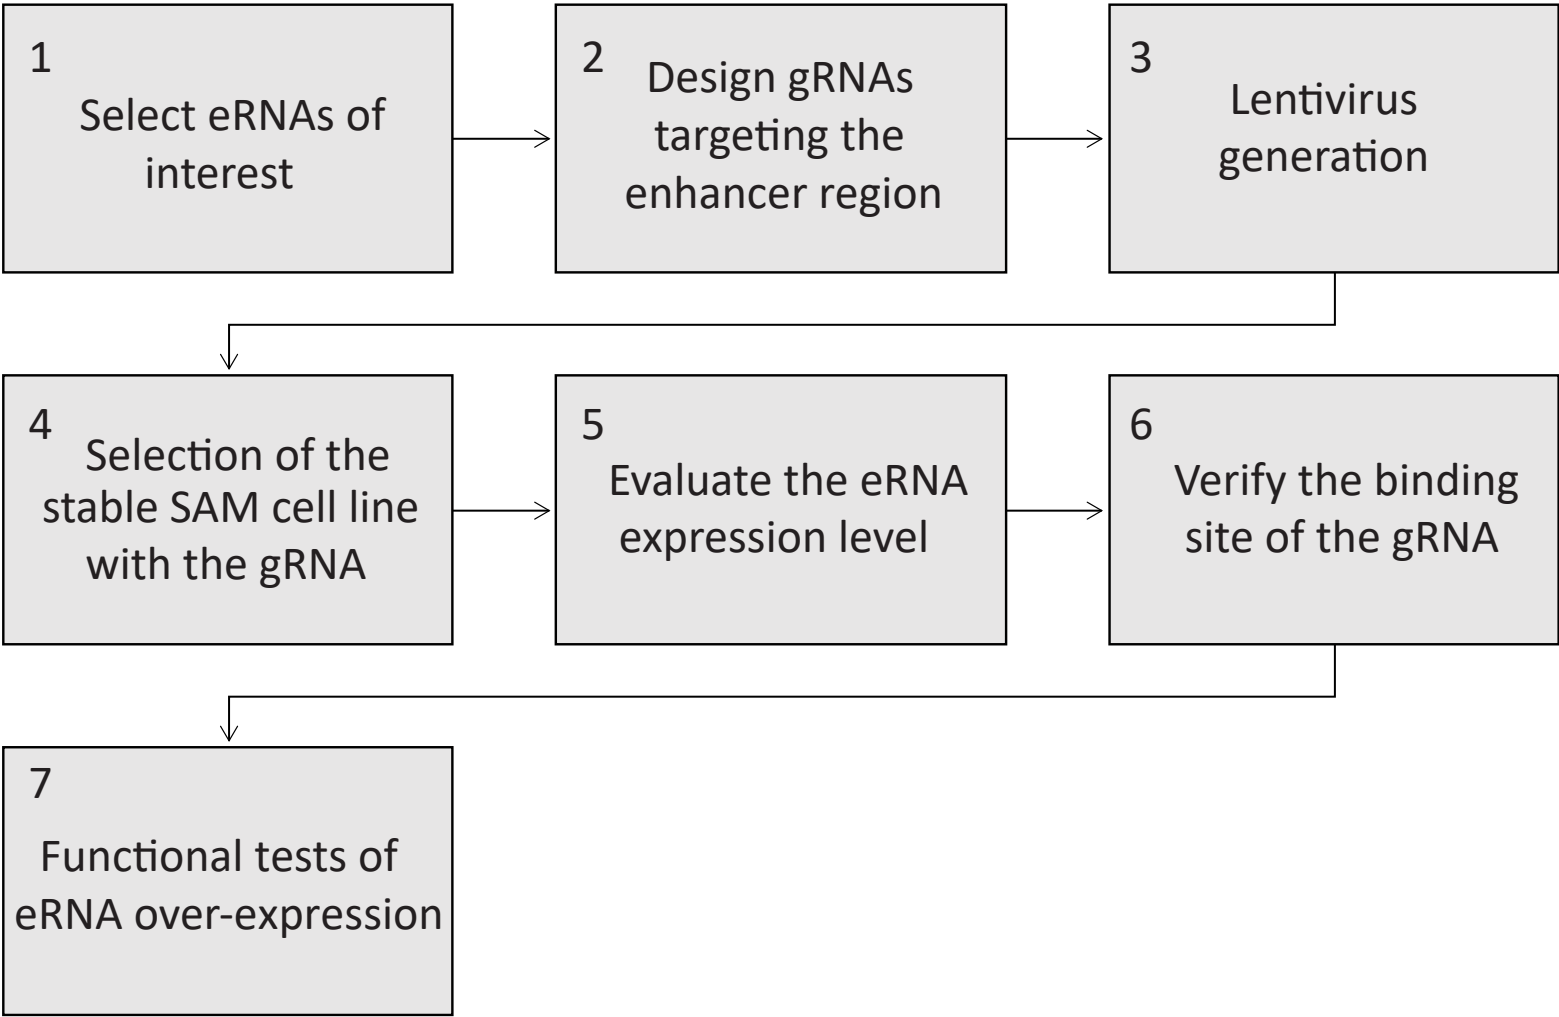 1
Select eRNAs of
interest
2
Design gRNAs
targeting the
enhancer region
3
Lentivirus
generation
4
Selection of the
stable SAM cell line
with the gRNA
5
Evaluate the eRNA
expression level
6
Verify the binding
site of the gRNA
7
Functional tests of
eRNA over-expression